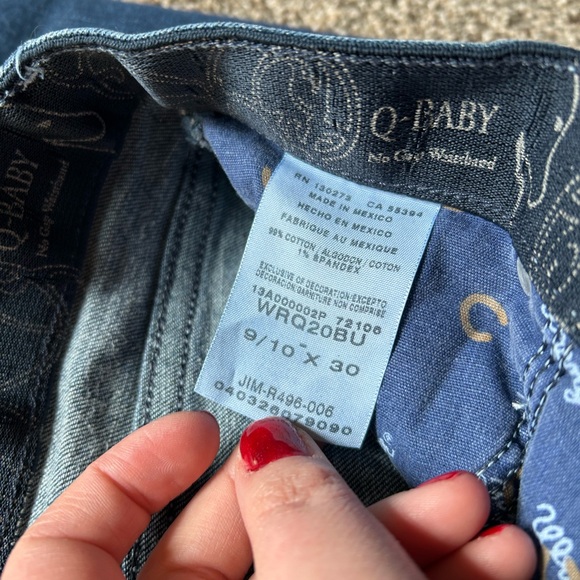 Q-BABY
No Gap Waistband
Q-BABY
No Gap Waistband
RN 130273 CA 55394
MADE IN MEXICO
HECHO EN MEXICO
FABRIQUE AU MEXIQUE
99% COTTON/ALGODON/COTON
1% SPANDEX
EXCLUSIVE OF DECORATION/EXCEPTO
DECORACION/GARNITURE NON COMPRISE
13A000002P 72106
WRQ20BU
9/10 - X 30
JIM-R496-006
040326079090